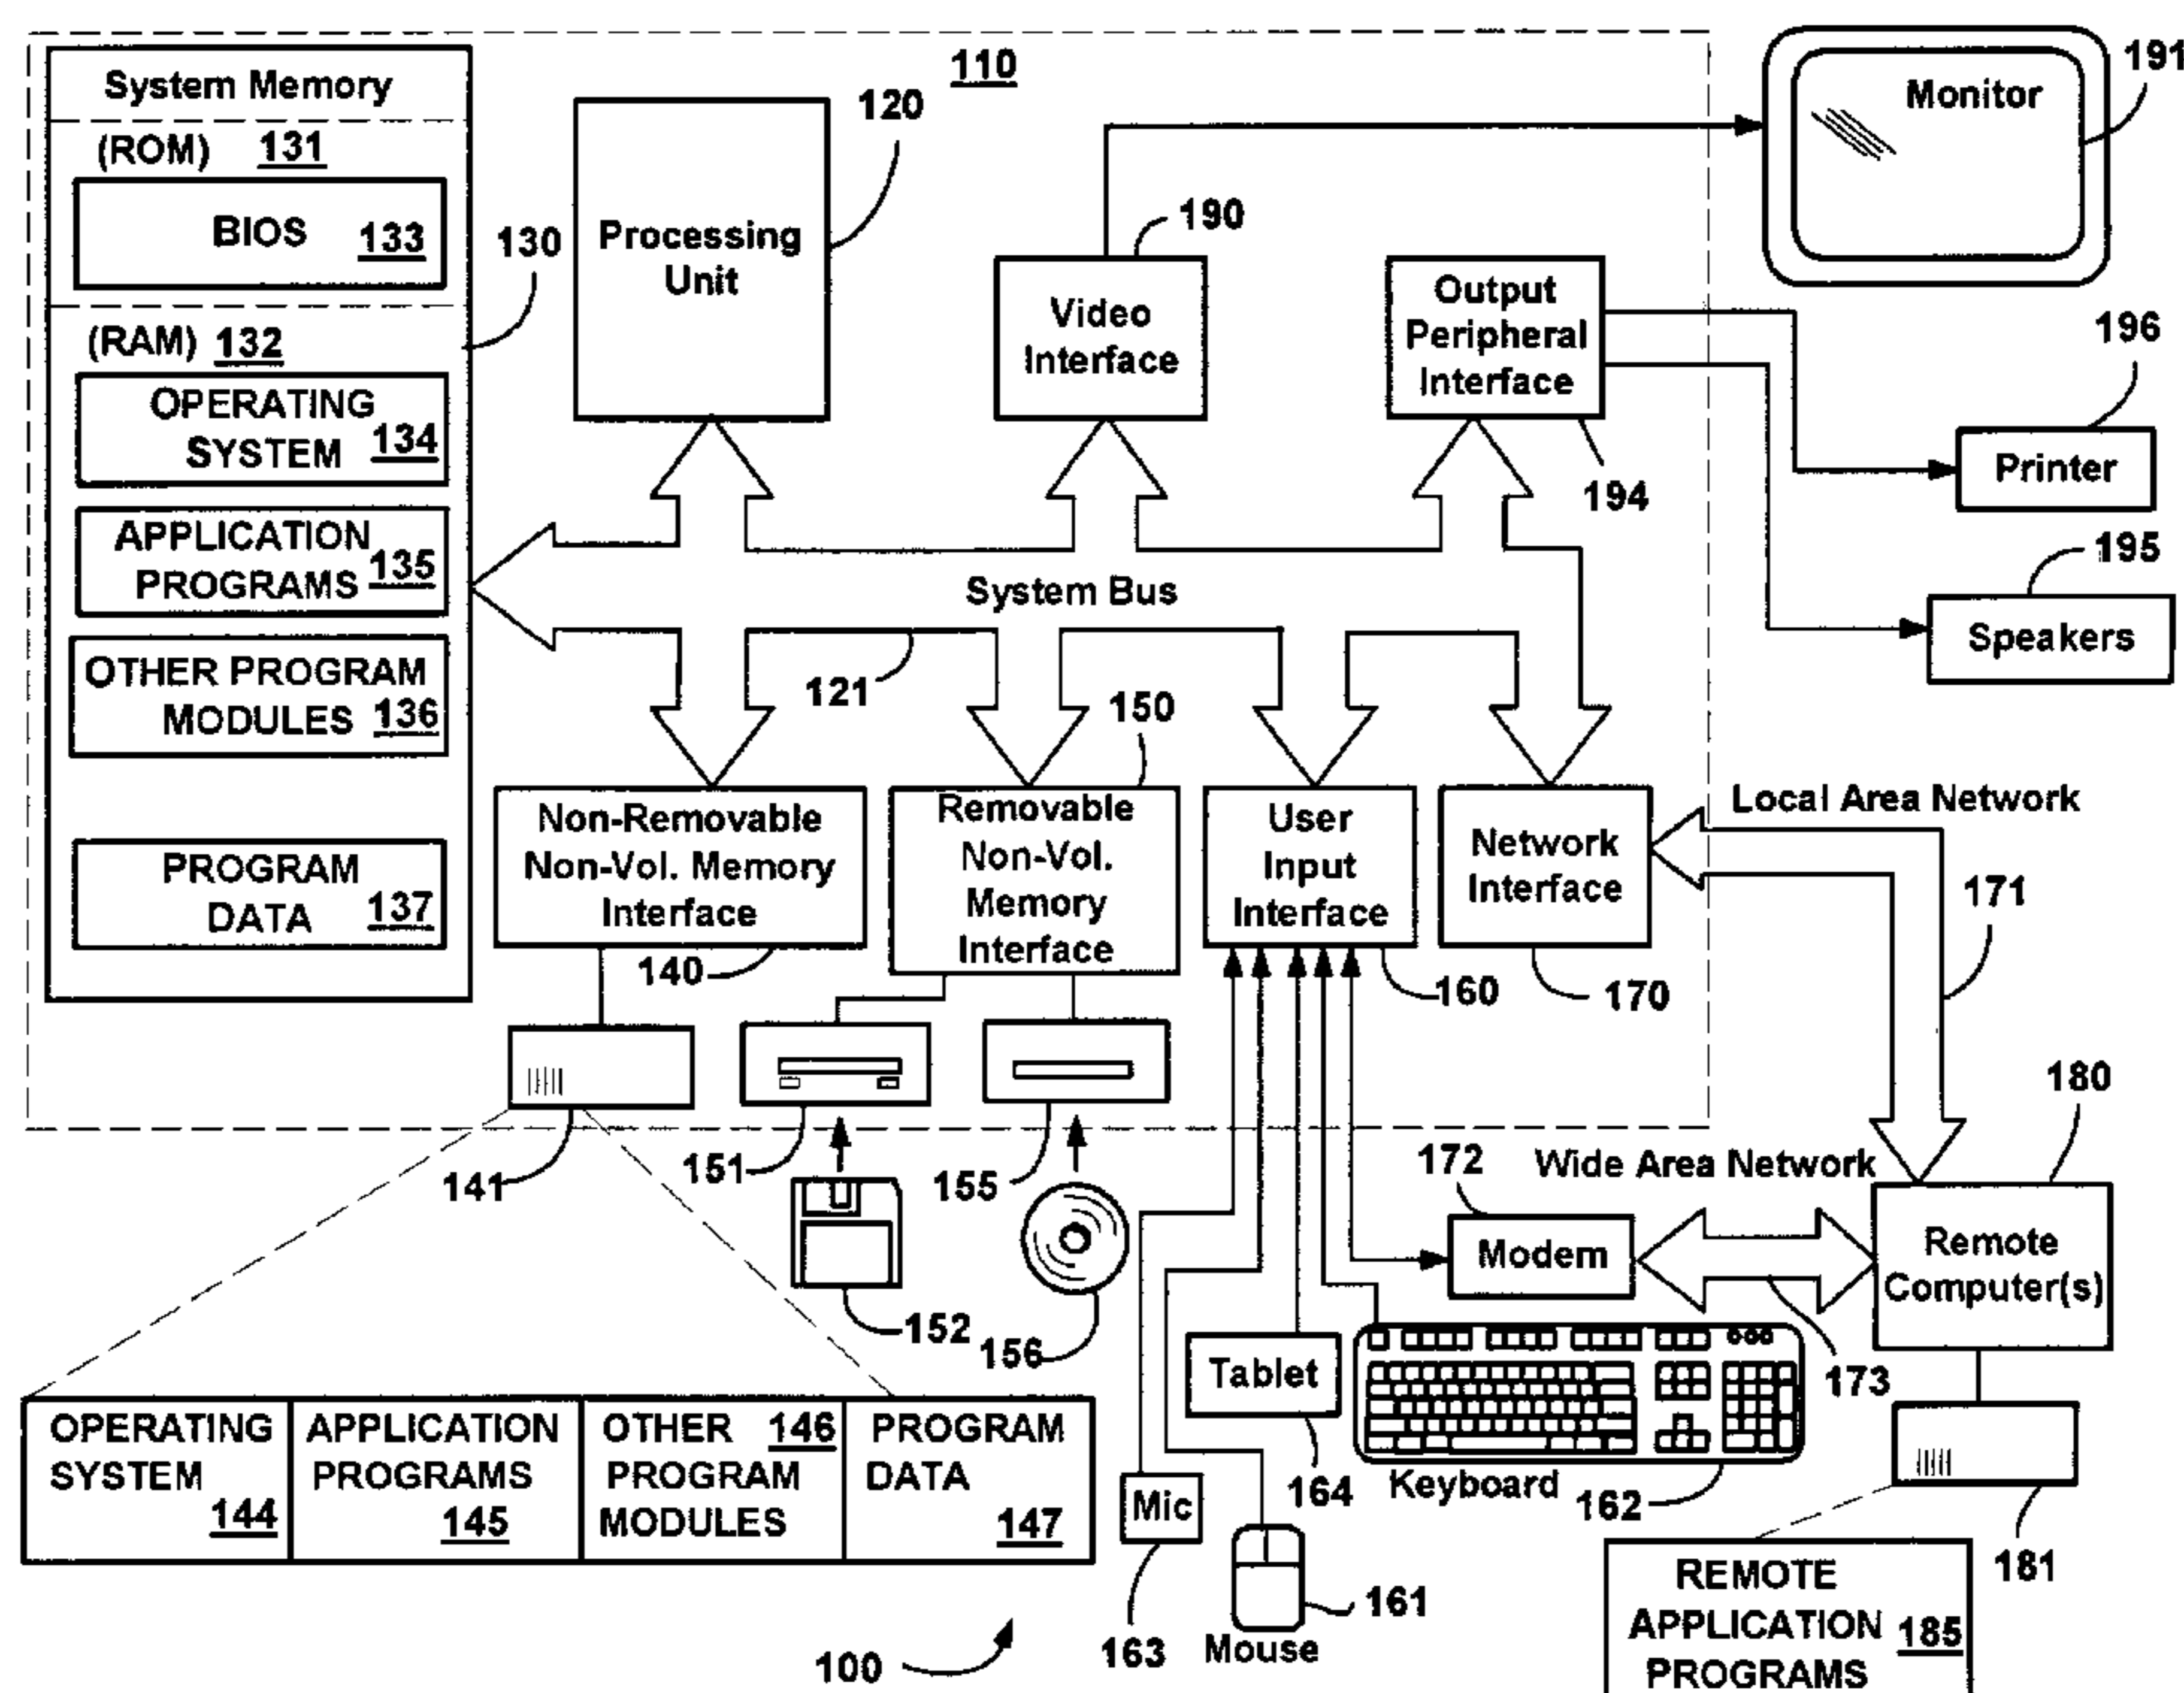 110
System Memory
(ROM) 131
BIOS 133
130
(RAM) 132
OPERATING
SYSTEM 134
APPLICATION
PROGRAMS 135
OTHER PROGRAM
MODULES 136
PROGRAM
DATA 137
Processing
Unit
120
Video
Interface
190
Output
Peripheral
Interface
194
Monitor
191
196
Printer
195
Speakers
System Bus
121
150
Non-Removable
Non-Vol. Memory
Interface
140
Removable
Non-Vol.
Memory
Interface
User
Input
Interface
160
Network
Interface
170
Local Area Network
171
180
141
151
152
155
156
172
Wide Area Network
Modem
173
Remote
Computer(s)
Tablet
164
Keyboard
162
181
Mic
163
161
Mouse
OPERATING
SYSTEM
144
APPLICATION
PROGRAMS
145
OTHER 146
PROGRAM
MODULES
PROGRAM
DATA
147
100
REMOTE
APPLICATION 185
PROGRAMS